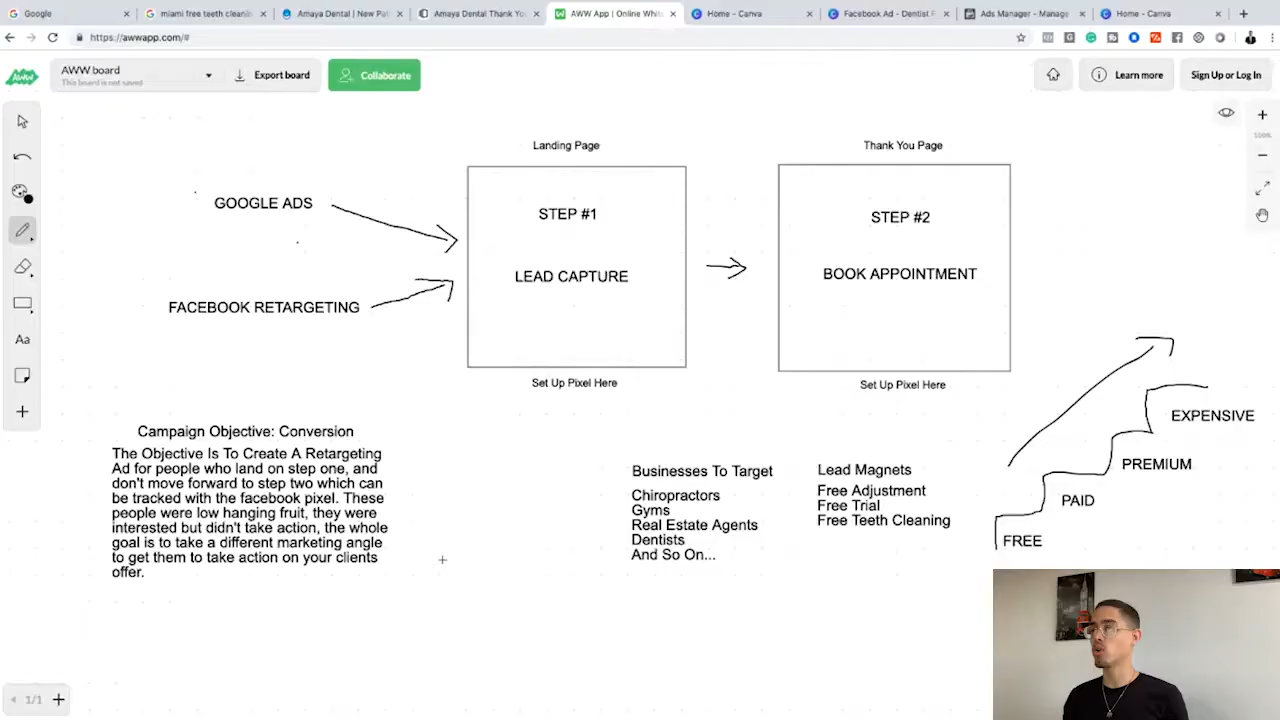 Google
miami free teeth cleanin
Amaya Dental | New Pat
Amaya Dental Thank You
AWW App | Online White
Home - Canva
Facebook Ad - Dentist F
Ads Manager - Manage
Home - Canva
https://awwapp.com/#
AWW
AWW board
This board is not saved
Export board
Collaborate
Learn more
Sign Up or Log In
100%
Aa
1/1
Landing Page
Thank You Page
GOOGLE ADS
STEP #1
STEP #2
LEAD CAPTURE
BOOK APPOINTMENT
FACEBOOK RETARGETING
Set Up Pixel Here
Set Up Pixel Here
Campaign Objective: Conversion
The Objective Is To Create A Retargeting
Ad for people who land on step one, and
don't move forward to step two which can
be tracked with the facebook pixel. These
people were low hanging fruit, they were
interested but didn't take action, the whole
goal is to take a different marketing angle
to get them to take action on your clients
offer.
Businesses To Target
Chiropractors
Gyms
Real Estate Agents
Dentists
And So On...
Lead Magnets
Free Adjustment
Free Trial
Free Teeth Cleaning
EXPENSIVE
PREMIUM
PAID
FREE